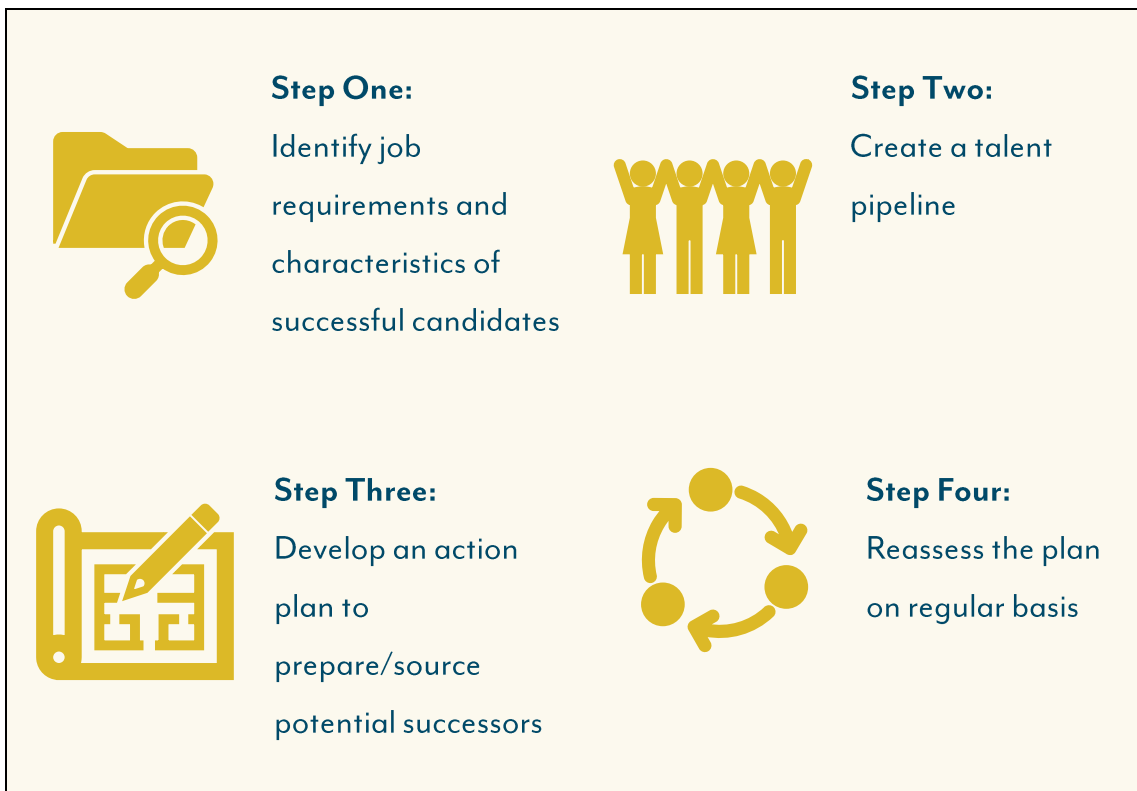 Step One:
Identify job
requirements and
characteristics of
successful candidates
Step Two:
Create a talent
pipeline
Step Three:
Develop an action
plan to
prepare/source
potential successors
Step Four:
Reassess the plan
on regular basis